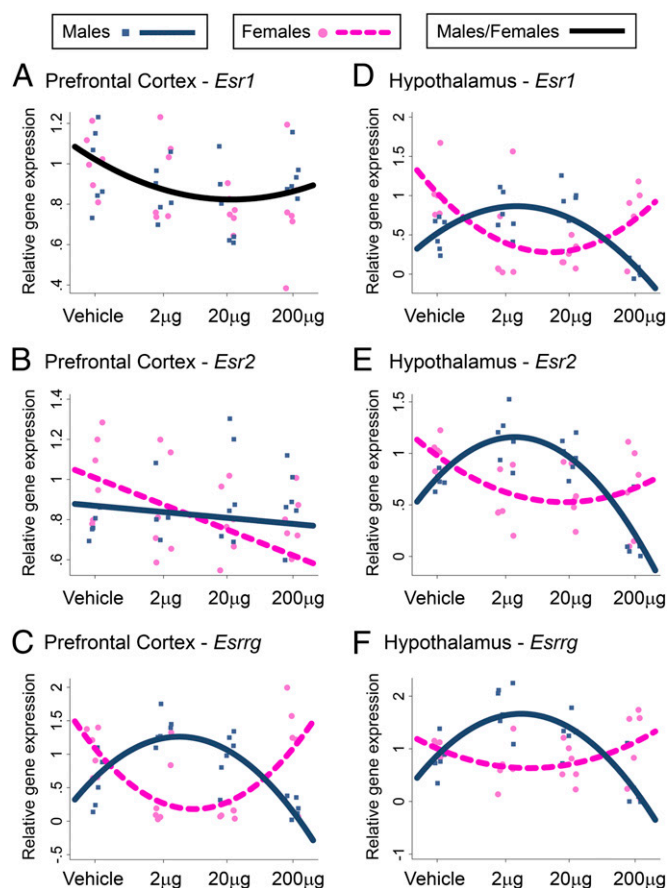 Males
Females
Males/Females
A Prefrontal Cortex - Esr1
Relative gene expression
1.2
1
.8
.6
.4
Vehicle 2µg 20µg 200µg
B Prefrontal Cortex - Esr2
Relative gene expression
1.4
1.2
1
.8
.6
Vehicle 2µg 20µg 200µg
C Prefrontal Cortex - Esrrg
Relative gene expression
2
1.5
1
.5
0
-.5
Vehicle 2µg 20µg 200µg
D Hypothalamus - Esr1
Relative gene expression
2
1.5
1
.5
0
Vehicle 2µg 20µg 200µg
E Hypothalamus - Esr2
Relative gene expression
1.5
1
.5
0
Vehicle 2µg 20µg 200µg
F Hypothalamus - Esrrg
Relative gene expression
2
1
0
-1
Vehicle 2µg 20µg 200µg